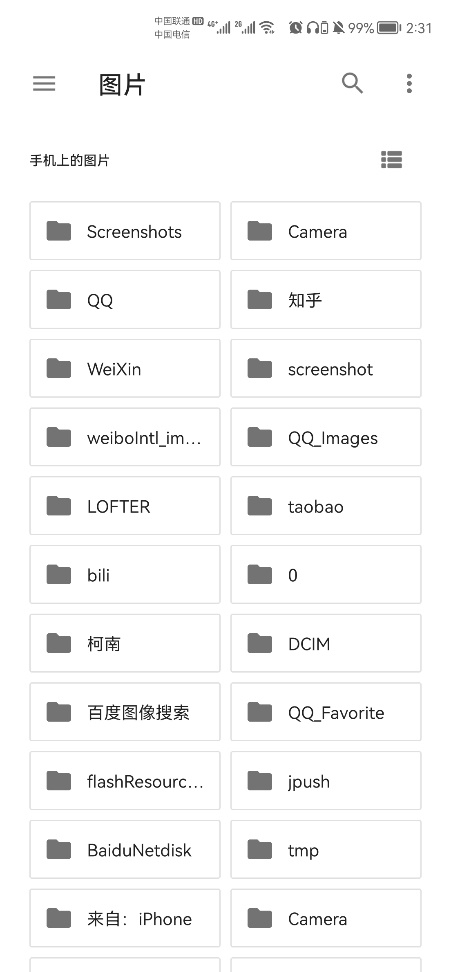 中国联通 HD 4G+ 2G 99% 2:31
中国电信
图片
手机上的图片
Screenshots Camera
QQ 知乎
WeiXin screenshot
weiboIntl_im... QQ_Images
LOFTER taobao
bili 0
柯南 DCIM
百度图像搜索 QQ_Favorite
flashResourc... jpush
BaiduNetdisk tmp
来自：iPhone Camera